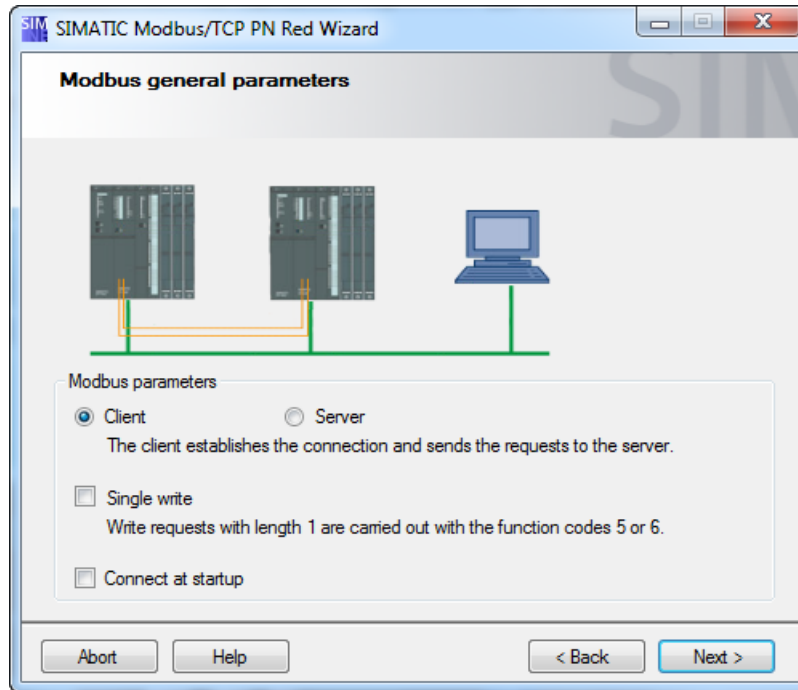 SIMATIC Modbus/TCP PN Red Wizard
Modbus general parameters
Modbus parameters
Client Server
The client establishes the connection and sends the requests to the server.
Single write
Write requests with length 1 are carried out with the function codes 5 or 6.
Connect at startup
Abort Help < Back Next >